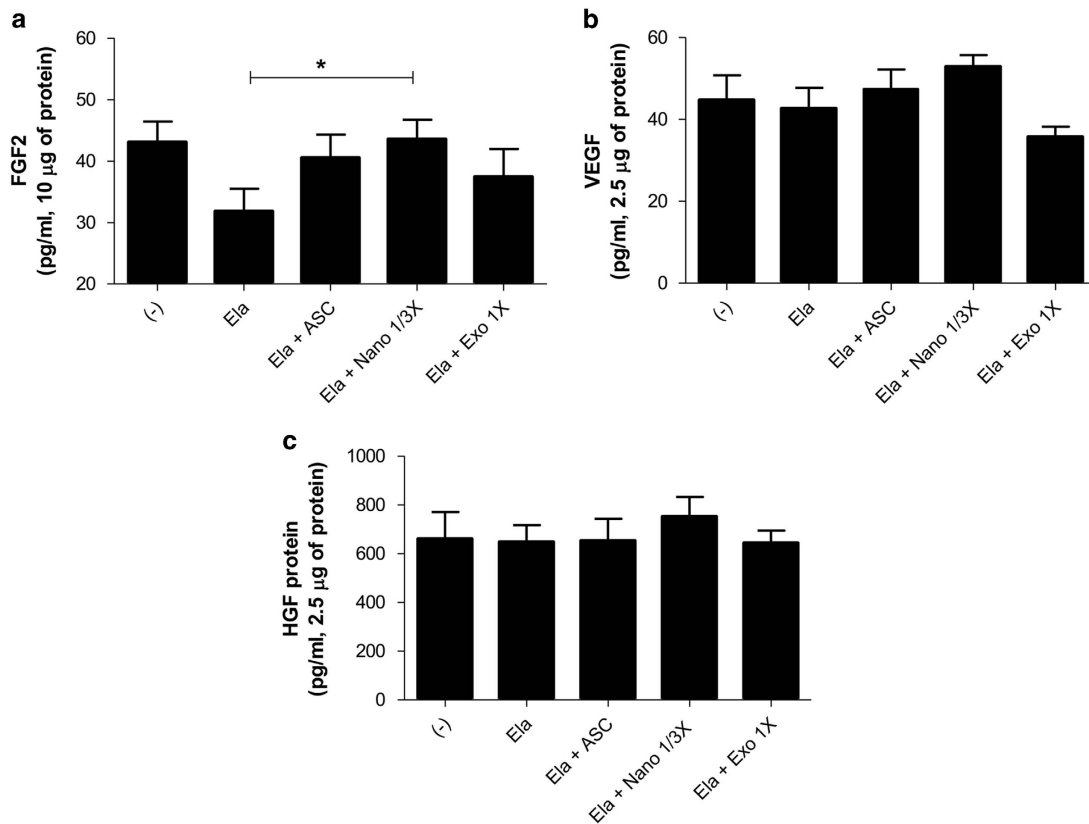 a
FGF2
(pg/ml, 10 μg of protein)
60
50
40
30
20
*
(-)
Ela
Ela + ASC
Ela + Nano 1/3X
Ela + Exo 1X
b
VEGF
(pg/ml, 2.5 μg of protein)
60
40
20
0
(-)
Ela
Ela + ASC
Ela + Nano 1/3X
Ela + Exo 1X
c
HGF protein
(pg/ml, 2.5 μg of protein)
1000
800
600
400
200
0
(-)
Ela
Ela + ASC
Ela + Nano 1/3X
Ela + Exo 1X